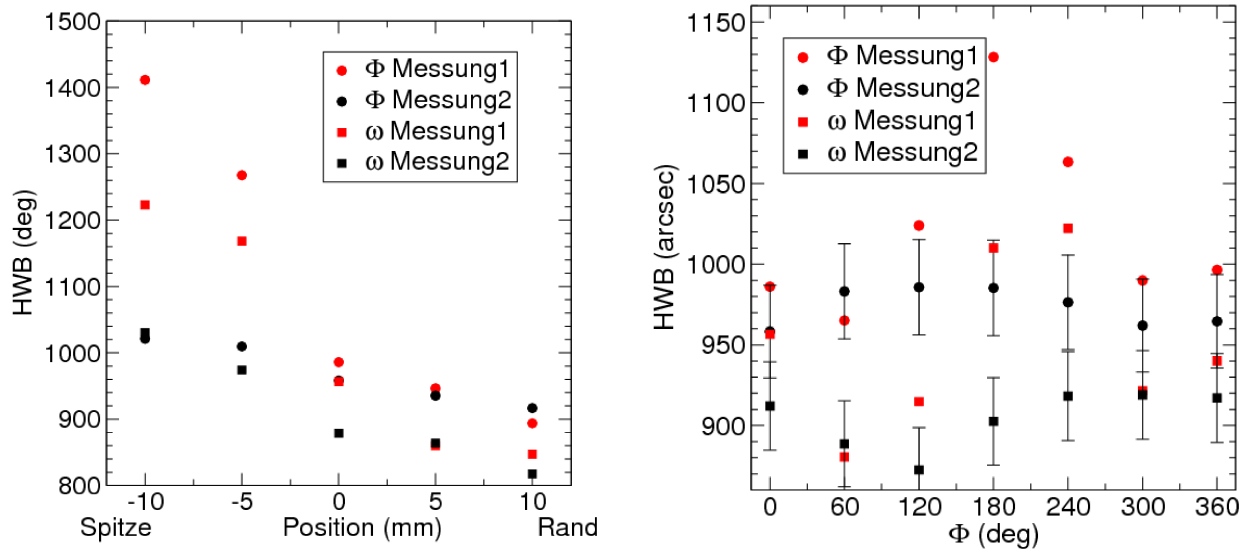 1500
1400
1300
1200
1100
1000
900
800
HWB (deg)
Φ Messung1
Φ Messung2
ω Messung1
ω Messung2
-10 -5 0 5 10
Spitze Position (mm) Rand
1150
1100
1050
1000
950
900
HWB (arcsec)
Φ Messung1
Φ Messung2
ω Messung1
ω Messung2
0 60 120 180 240 300 360
Φ (deg)